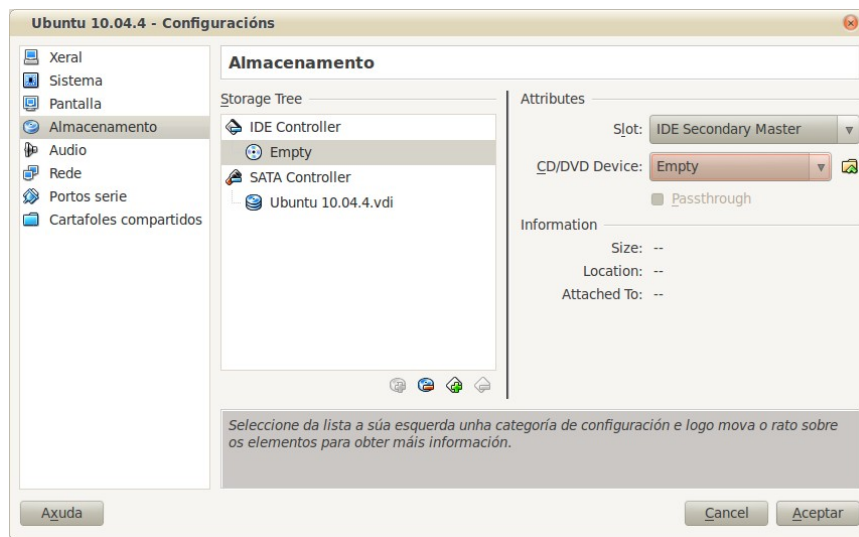 Ubuntu 10.04.4 - Configuracións
Xeral
Sistema
Pantalla
Almacenamento
Audio
Rede
Portos serie
Cartafoles compartidos
Almacenamento
Storage Tree
IDE Controller
Empty
SATA Controller
Ubuntu 10.04.4.vdi
Attributes
Slot: IDE Secondary Master
CD/DVD Device: Empty
Passthrough
Information
Size: --
Location: --
Attached To: --
Seleccione da lista a súa esquerda unha categoría de configuración e logo mova o rato sobre
os elementos para obter máis información.
Axuda
Cancel
Aceptar